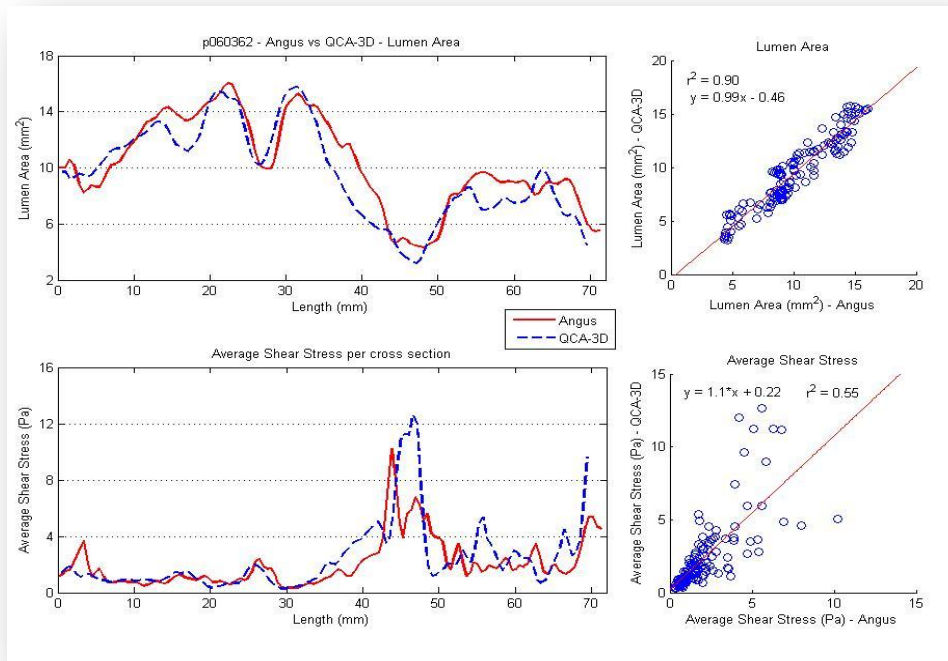 p060362 - Angus vs QCA-3D - Lumen Area
Lumen Area (mm²)
18
14
10
6
2
0 10 20 30 40 50 60 70
Length (mm)
Lumen Area
r² = 0.90
y = 0.99x - 0.46
Lumen Area (mm²) - QCA-3D
20
15
10
5
0
0 5 10 15 20
Lumen Area (mm²) - Angus
Angus
QCA-3D
Average Shear Stress per cross section
Average Shear Stress (Pa)
16
12
8
4
0
0 10 20 30 40 50 60 70
Length (mm)
Average Shear Stress
y = 1.1*x + 0.22 r² = 0.55
Average Shear Stress (Pa) - QCA-3D
15
10
5
0
0 5 10 15
Average Shear Stress (Pa) - Angus